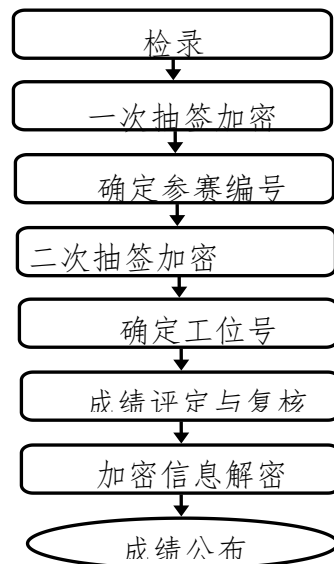 检录
一次抽签加密
确定参赛编号
二次抽签加密
确定工位号
成绩评定与复核
加密信息解密
成绩公布